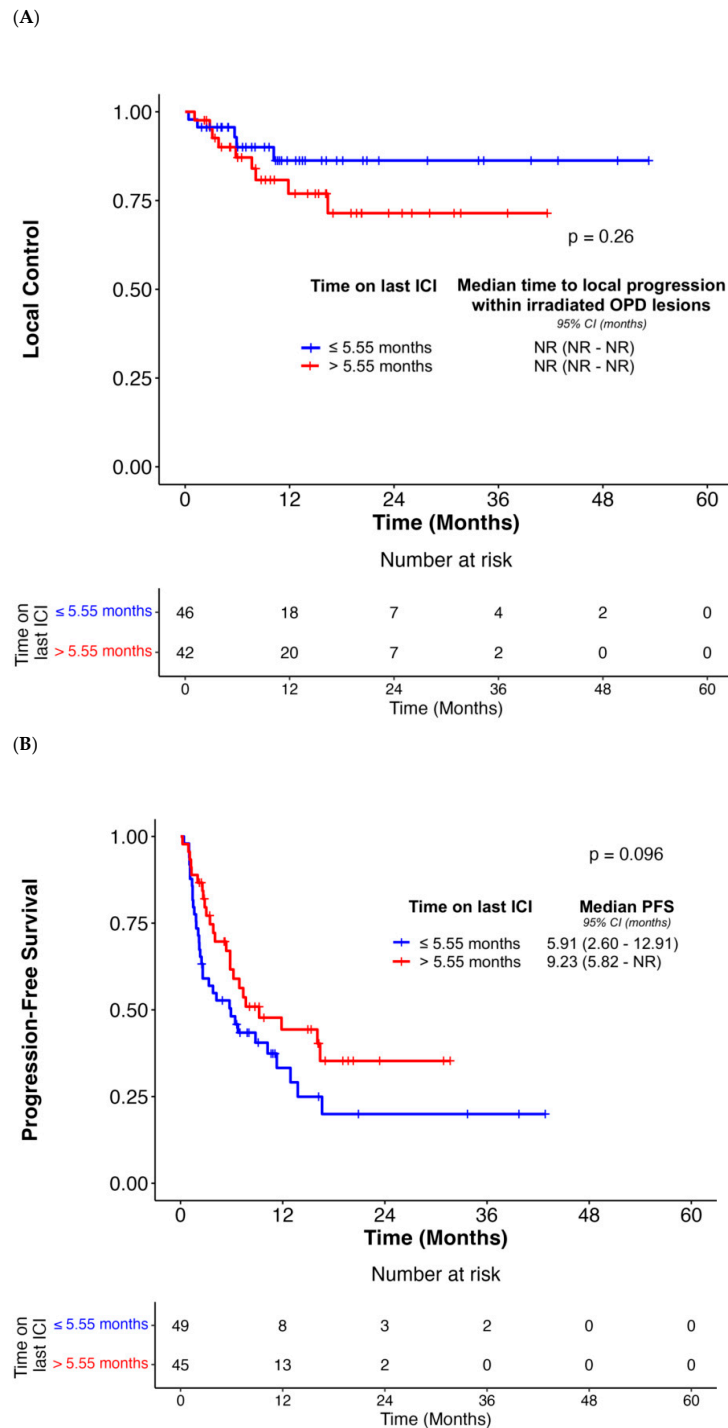 (A)
1.00
0.75
0.50
0.25
0.00
Local Control
p = 0.26
Time on last ICI Median time to local progression
within irradiated OPD lesions
95% CI (months)
≤ 5.55 months NR (NR - NR)
> 5.55 months NR (NR - NR)
0 12 24 36 48 60
Time (Months)
Number at risk
Time on
last ICI
≤ 5.55 months 46 18 7 4 2 0
> 5.55 months 42 20 7 2 0 0
0 12 24 36 48 60
Time (Months)
(B)
1.00
0.75
0.50
0.25
0.00
Progression-Free Survival
p = 0.096
Time on last ICI Median PFS
95% CI (months)
≤ 5.55 months 5.91 (2.60 - 12.91)
> 5.55 months 9.23 (5.82 - NR)
0 12 24 36 48 60
Time (Months)
Number at risk
Time on
last ICI
≤ 5.55 months 49 8 3 2 0 0
> 5.55 months 45 13 2 0 0 0
0 12 24 36 48 60
Time (Months)